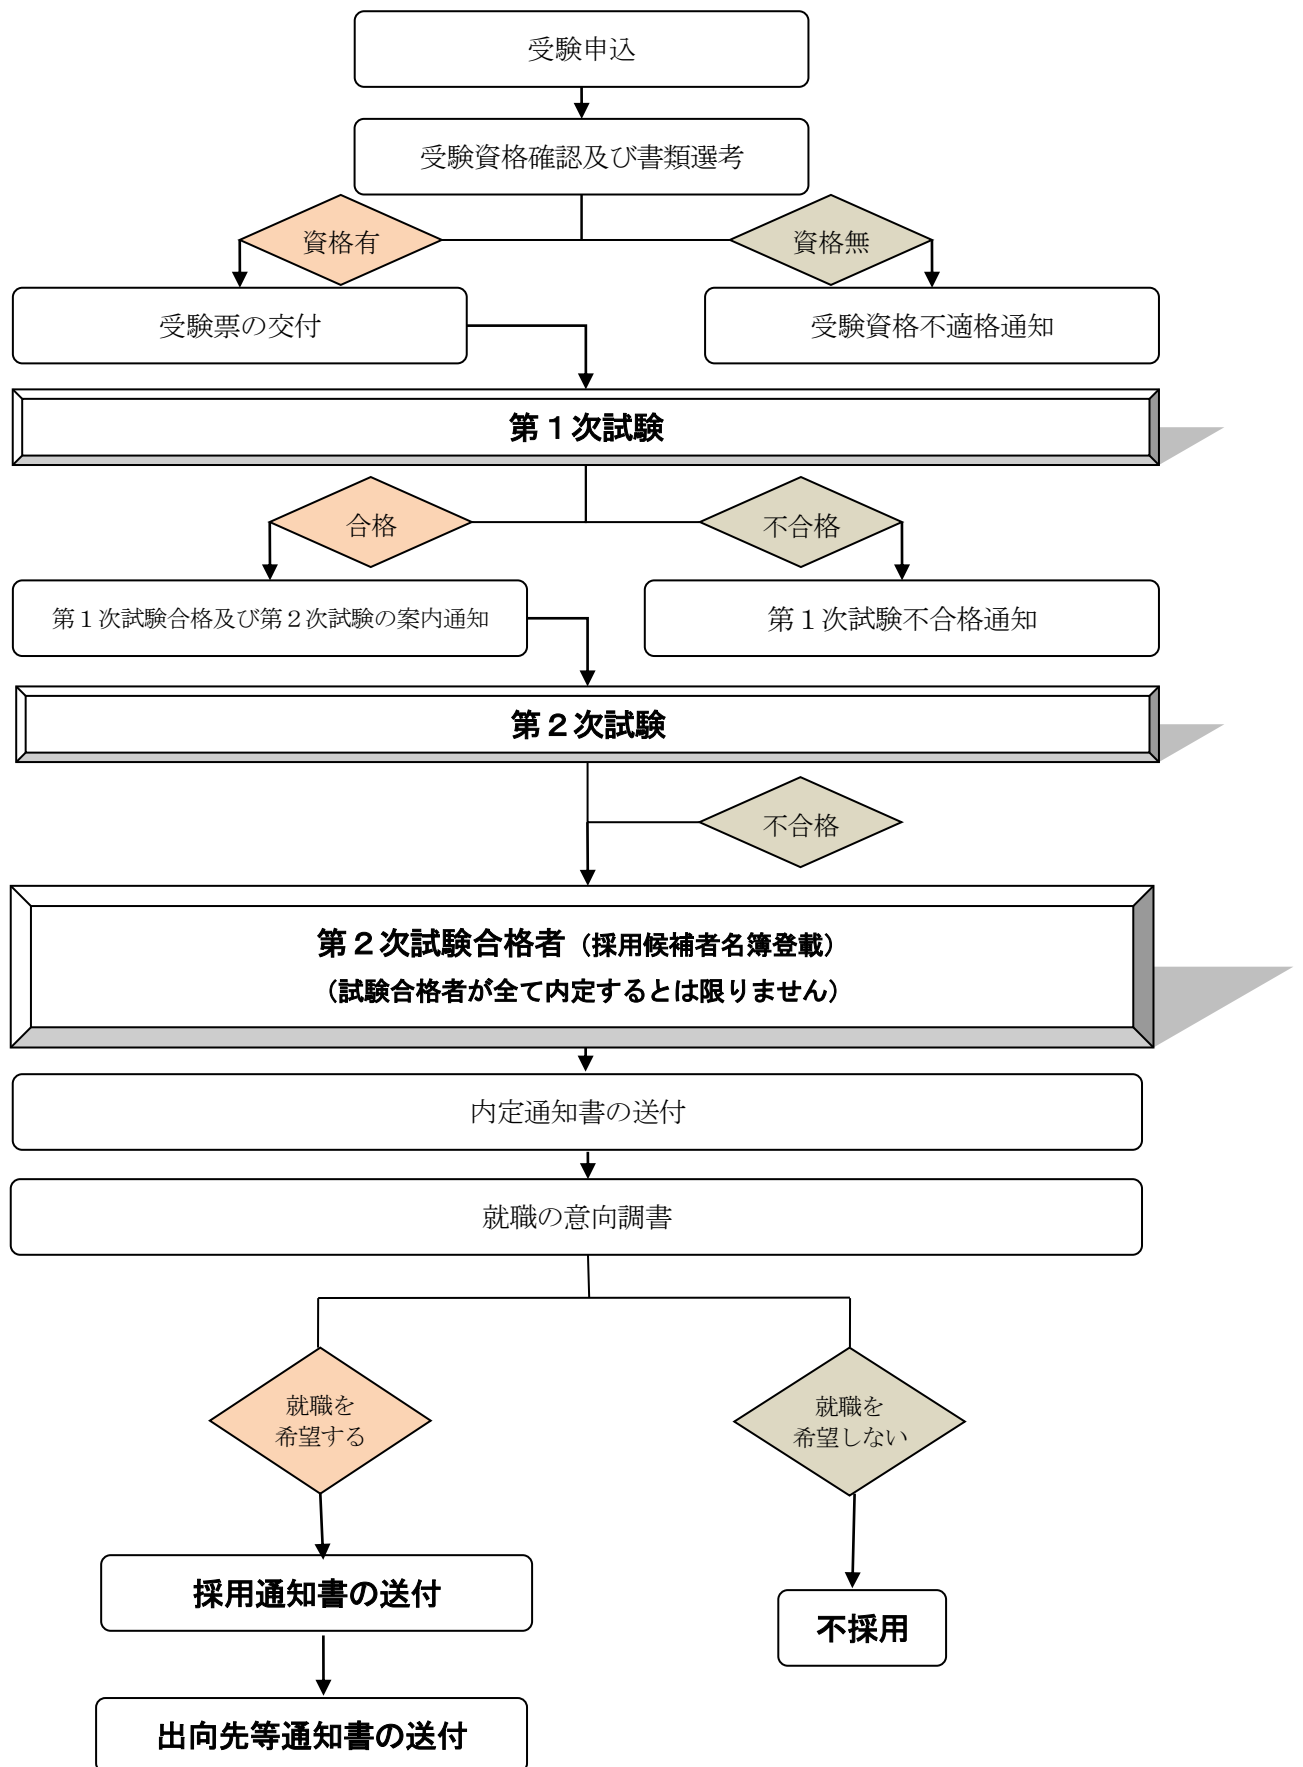 受験申込
受験資格確認及び書類選考
資格有
資格無
受験票の交付
受験資格不適格通知
第１次試験
合格
不合格
第１次試験合格及び第２次試験の案内通知
第１次試験不合格通知
第２次試験
不合格
第２次試験合格者（採用候補者名簿登載）
（試験合格者が全て内定するとは限りません）
内定通知書の送付
就職の意向調書
就職を
希望する
就職を
希望しない
採用通知書の送付
不採用
出向先等通知書の送付